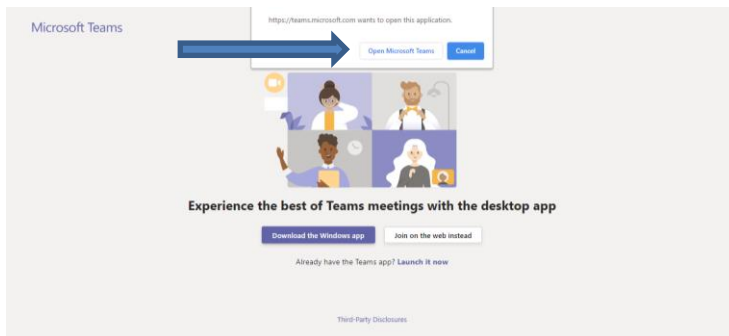 Microsoft Teams
https://teams.microsoft.com wants to open this application.
Open Microsoft Teams Cancel
Experience the best of Teams meetings with the desktop app
Download the Windows app Join on the web instead
Already have the Teams app? Launch it now
Third-Party Disclosures